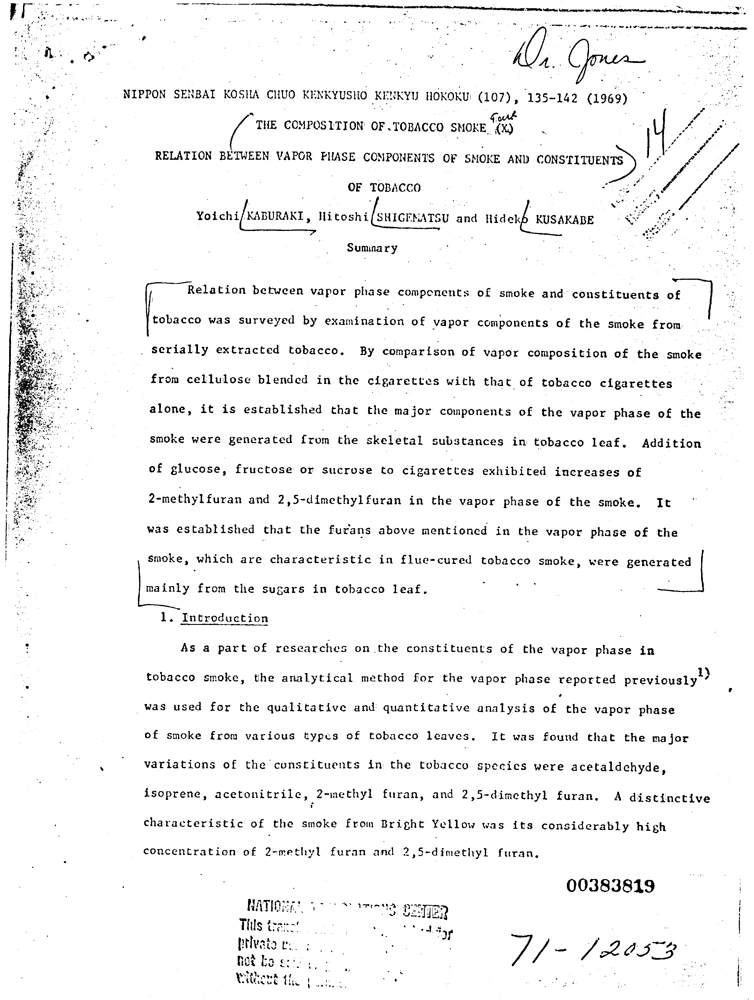 Dr. Jones
NIPPON SENBAI KOSHA CHUO KENKYUSHO KENKYU HOKOKU (107), 135-142 (1969)
THE COMPOSITION OF TOBACCO SMOKE (X)
14
RELATION BETWEEN VAPOR PHASE COMPONENTS OF SMOKE AND CONSTITUENTS
OF TOBACCO
Yoichi KABURAKI, Hitoshi SHIGEMATSU and Hideko KUSAKABE
Summary
Relation between vapor phase components of smoke and constituents of
tobacco was surveyed by examination of vapor components of the smoke from
serially extracted tobacco. By comparison of vapor composition of the smoke
from cellulose blended in the cigarettes with that of tobacco cigarettes
alone, it is established that the major components of the vapor phase of the
smoke were generated from the skeletal substances in tobacco leaf. Addition
of glucose, fructose or sucrose to cigarettes exhibited increases of
2-methylfuran and 2,5-dimethylfuran in the vapor phase of the smoke. It
was established that the furans above mentioned in the vapor phase of the
smoke, which are characteristic in flue-cured tobacco smoke, were generated
mainly from the sugars in tobacco leaf.
1. Introduction
As a part of researches on the constituents of the vapor phase in
tobacco smoke, the analytical method for the vapor phase reported previously1)
was used for the qualitative and quantitative analysis of the vapor phase
of smoke from various types of tobacco leaves. It was found that the major
variations of the constituents in the tobacco species were acetaldehyde,
isoprene, acetonitrile, 2-methyl furan, and 2,5-dimethyl furan. A distinctive
characteristic of the smoke from Bright Yellow was its considerably high
concentration of 2-methyl furan and 2,5-dimethyl furan.
00383819
NATIONAL CENTER
This for
private
not be
without the
71-12053